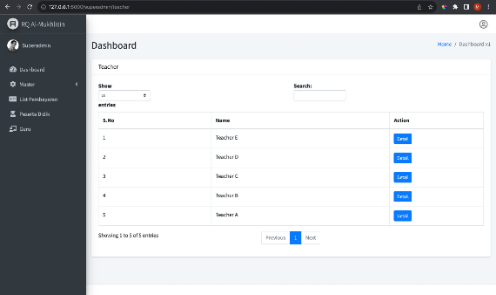 127.0.0.1:8000/superadmin/teacher
RQ Al-Mukhlisin
Superadmin
Dashboard
Master
List Pembayaran
Peserta Didik
Guru
Dashboard
Home / Dashboard v1
Teacher
Show
10
entries
Search:
S.No Name Action
1 Teacher E Detail
2 Teacher D Detail
3 Teacher C Detail
4 Teacher B Detail
5 Teacher A Detail
Showing 1 to 5 of 5 entries
Previous 1 Next